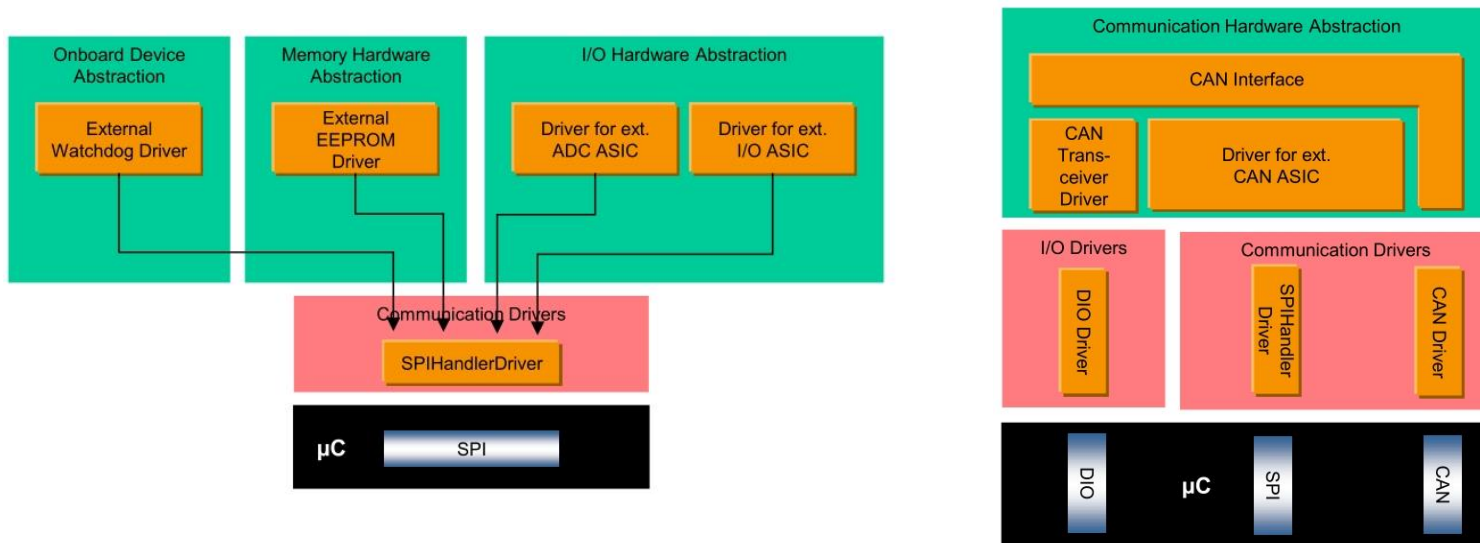 Onboard Device
Abstraction
External
Watchdog Driver
Memory Hardware
Abstraction
External
EEPROM
Driver
I/O Hardware Abstraction
Driver for ext.
ADC ASIC
Driver for ext.
I/O ASIC
Communication Drivers
SPIHandlerDriver
µC
SPI
Communication Hardware Abstraction
CAN Interface
CAN
Trans-
ceiver
Driver
Driver for ext.
CAN ASIC
I/O Drivers
DIO Driver
Communication Drivers
SPIHandler
Driver
CAN Driver
DIO
µC
SPI
CAN